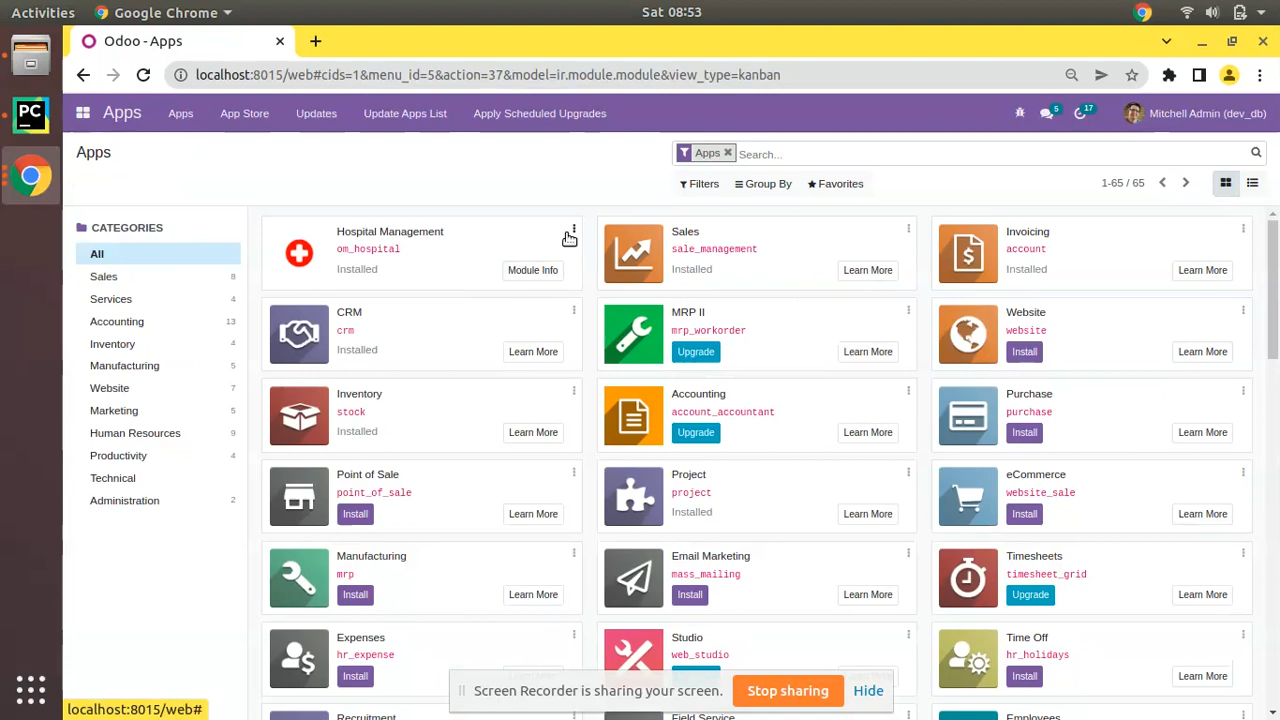 Activities
Google Chrome
Sat 08:53
Odoo - Apps
localhost:8015/web#cids=1&menu_id=5&action=37&model=ir.module.module&view_type=kanban
Apps
Apps
App Store
Updates
Update Apps List
Apply Scheduled Upgrades
5
17
Mitchell Admin (dev_db)
Apps
Apps
Search...
Filters
Group By
Favorites
1-65 / 65
CATEGORIES
All
Sales 8
Services 4
Accounting 13
Inventory 4
Manufacturing 5
Website 7
Marketing 5
Human Resources 9
Productivity 4
Technical
Administration 2
Hospital Management
om_hospital
Installed
Module Info
Sales
sale_management
Installed
Learn More
Invoicing
account
Installed
Learn More
CRM
crm
Installed
Learn More
MRP II
mrp_workorder
Upgrade
Learn More
Website
website
Install
Learn More
Inventory
stock
Installed
Learn More
Accounting
account_accountant
Upgrade
Learn More
Purchase
purchase
Install
Learn More
Point of Sale
point_of_sale
Install
Learn More
Project
project
Installed
Learn More
eCommerce
website_sale
Install
Learn More
Manufacturing
mrp
Install
Learn More
Email Marketing
mass_mailing
Install
Learn More
Timesheets
timesheet_grid
Upgrade
Learn More
Expenses
hr_expense
Install
Studio
web_studio
Time Off
hr_holidays
Install
Learn More
Recruitment
Field Service
Employees
Screen Recorder is sharing your screen.
Stop sharing
Hide
localhost:8015/web#
PC